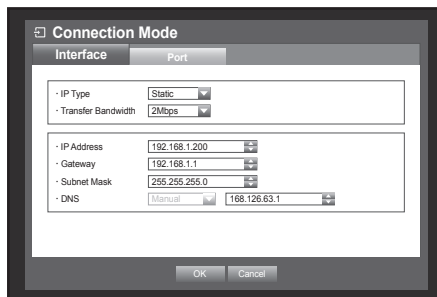 Connection Mode
Interface Port
· IP Type Static
· Transfer Bandwidth 2Mbps
· IP Address 192.168.1.200
· Gateway 192.168.1.1
· Subnet Mask 255.255.255.0
· DNS Manual 168.126.63.1
OK Cancel